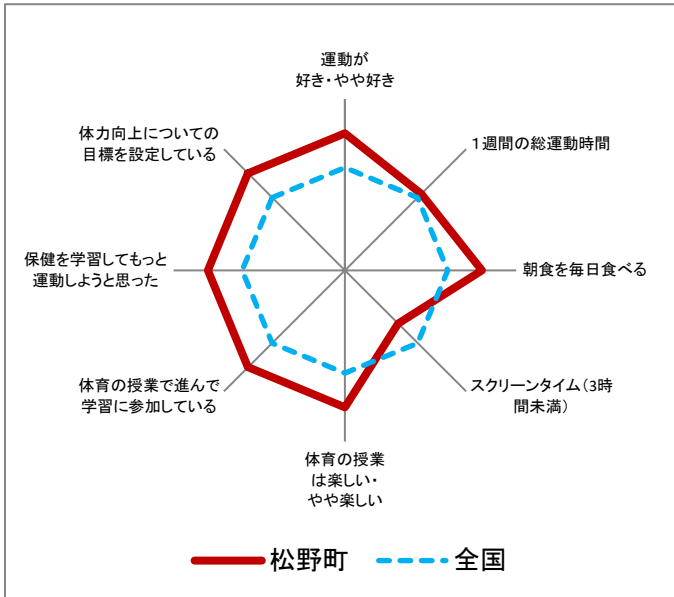 運動が
好き・やや好き
1週間の総運動時間
朝食を毎日食べる
スクリーンタイム(3時
間未満)
体育の授業
は楽しい・
やや楽しい
体育の授業で進んで
学習に参加している
保健を学習してもっと
運動しようと思った
体力向上についての
目標を設定している
松野町
全国